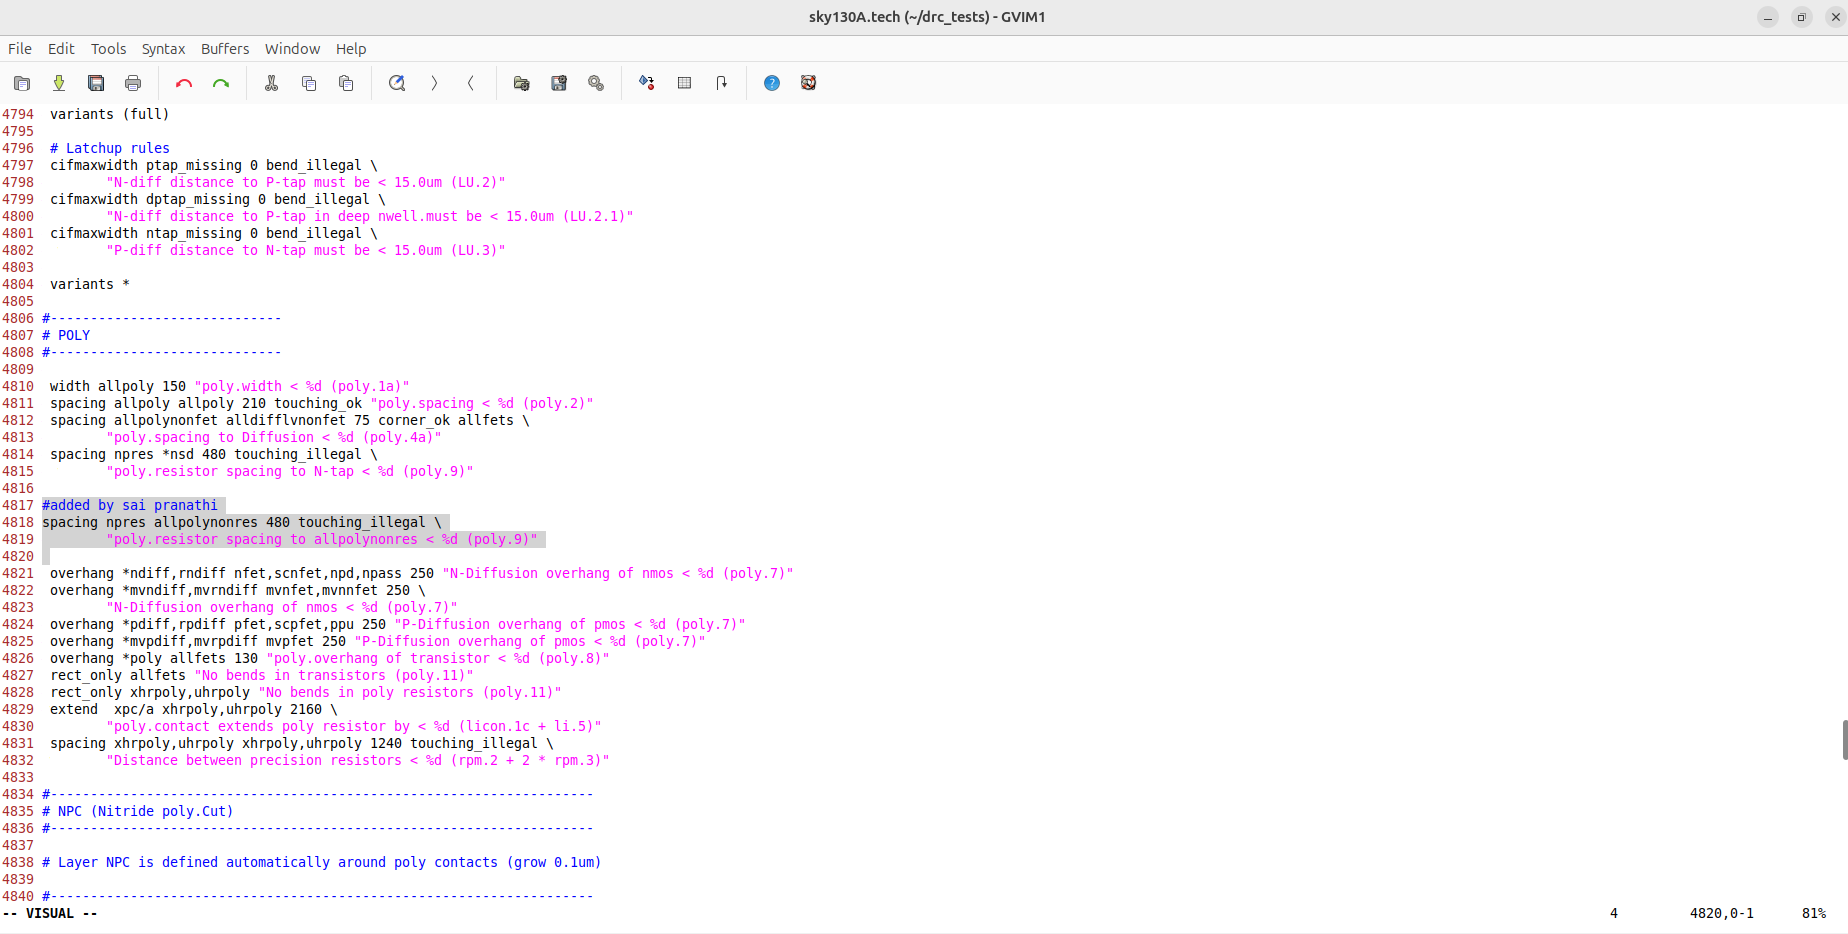 sky130A.tech (~/drc_tests) - GVIM1
File Edit Tools Syntax Buffers Window Help
4794 variants (full)
4795
4796 # Latchup rules
4797 cifmaxwidth ptap_missing 0 bend_illegal \
4798 "N-diff distance to P-tap must be < 15.0um (LU.2)"
4799 cifmaxwidth dptap_missing 0 bend_illegal \
4800 "N-diff distance to P-tap in deep nwell.must be < 15.0um (LU.2.1)"
4801 cifmaxwidth ntap_missing 0 bend_illegal \
4802 "P-diff distance to N-tap must be < 15.0um (LU.3)"
4803
4804 variants *
4805
4806 #-----------------------------
4807 # POLY
4808 #-----------------------------
4809
4810 width allpoly 150 "poly.width < %d (poly.1a)"
4811 spacing allpoly allpoly 210 touching_ok "poly.spacing < %d (poly.2)"
4812 spacing allpolynonfet alldifflvnonfet 75 corner_ok allfets \
4813 "poly.spacing to Diffusion < %d (poly.4a)"
4814 spacing npres *nsd 480 touching_illegal \
4815 "poly.resistor spacing to N-tap < %d (poly.9)"
4816
4817 #added by sai pranathi
4818 spacing npres allpolynonres 480 touching_illegal \
4819 "poly.resistor spacing to allpolynonres < %d (poly.9)"
4820
4821 overhang *ndiff,rndiff nfet,scnfet,npd,npass 250 "N-Diffusion overhang of nmos < %d (poly.7)"
4822 overhang *mvndiff,mvrndiff mvnfet,mvnnfet 250 \
4823 "N-Diffusion overhang of nmos < %d (poly.7)"
4824 overhang *pdiff,rpdiff pfet,scpfet,ppu 250 "P-Diffusion overhang of pmos < %d (poly.7)"
4825 overhang *mvpdiff,mvrpdiff mvpfet 250 "P-Diffusion overhang of pmos < %d (poly.7)"
4826 overhang *poly allfets 130 "poly.overhang of transistor < %d (poly.8)"
4827 rect_only allfets "No bends in transistors (poly.11)"
4828 rect_only xhrpoly,uhrpoly "No bends in poly resistors (poly.11)"
4829 extend  xpc/a xhrpoly,uhrpoly 2160 \
4830 "poly.contact extends poly resistor by < %d (licon.1c + li.5)"
4831 spacing xhrpoly,uhrpoly xhrpoly,uhrpoly 1240 touching_illegal \
4832 "Distance between precision resistors < %d (rpm.2 + 2 * rpm.3)"
4833
4834 #--------------------------------------------------------------------
4835 # NPC (Nitride poly.Cut)
4836 #--------------------------------------------------------------------
4837
4838 # Layer NPC is defined automatically around poly contacts (grow 0.1um)
4839
4840 #--------------------------------------------------------------------
-- VISUAL -- 4 4820,0-1 81%